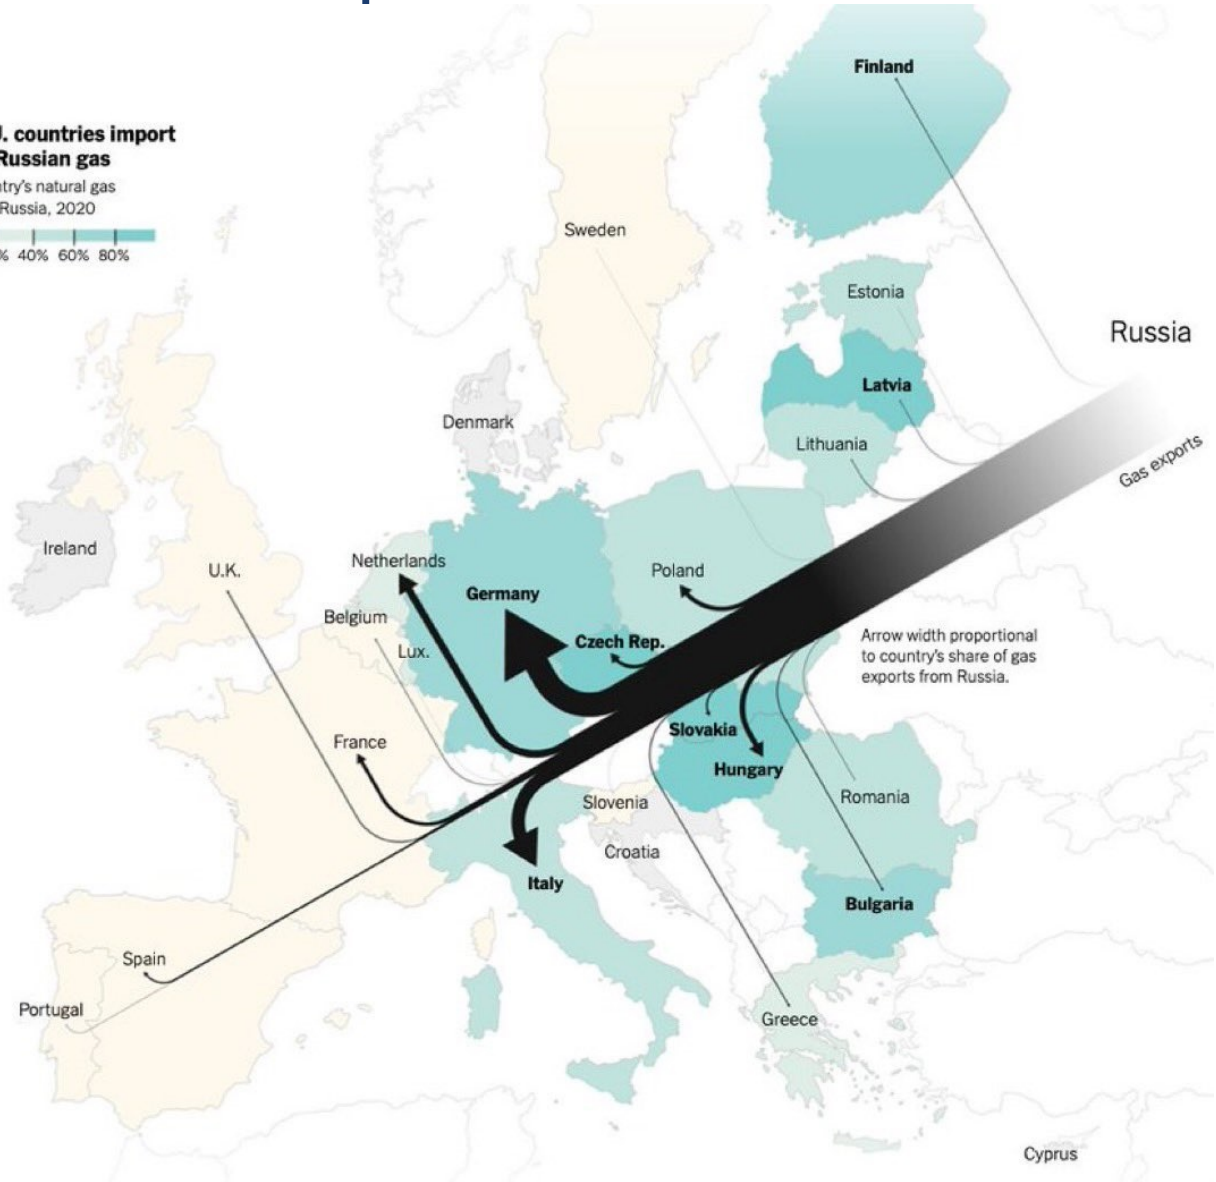 . countries import
Russian gas
try's natural gas
Russia, 2020
% 40% 60% 80%
Finland
Sweden
Estonia
Russia
Latvia
Denmark
Lithuania
Gas exports
Ireland
Netherlands
U.K.
Poland
Germany
Belgium
Czech Rep.
Lux.
Arrow width proportional
to country's share of gas
exports from Russia.
Slovakia
France
Hungary
Romania
Slovenia
Croatia
Italy
Bulgaria
Spain
Portugal
Greece
Cyprus